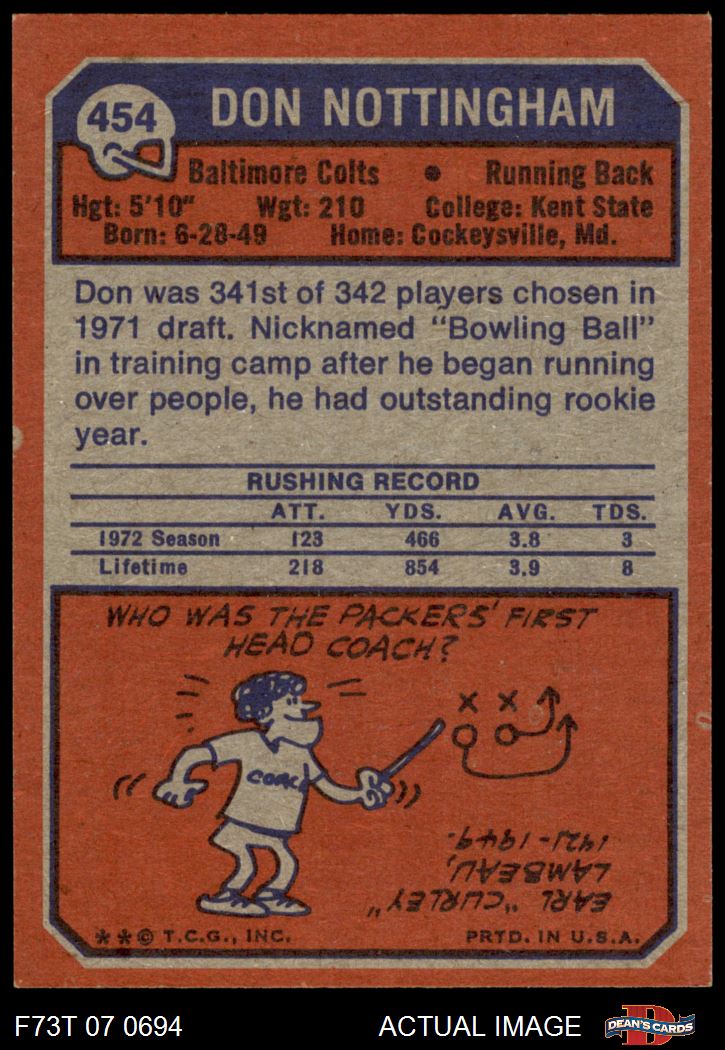 454
DON NOTTINGHAM
Baltimore Colts • Running Back
Hgt: 5'10" Wgt: 210 College: Kent State
Born: 6-28-49 Home: Cockeysville, Md.
Don was 341st of 342 players chosen in
1971 draft. Nicknamed "Bowling Ball"
in training camp after he began running
over people, he had outstanding rookie
year.
RUSHING RECORD
ATT. YDS. AVG. TDS.
1972 Season 123 466 3.8 3
Lifetime 218 854 3.9 8
WHO WAS THE PACKERS' FIRST
HEAD COACH?
X X
COACH
EARL "CURLEY"
LAMBEAU,
1921-1949.
**© T.C.G., INC. PRTD. IN U.S.A.
F73T 07 0694 ACTUAL IMAGE
D
DEAN'S CARDS